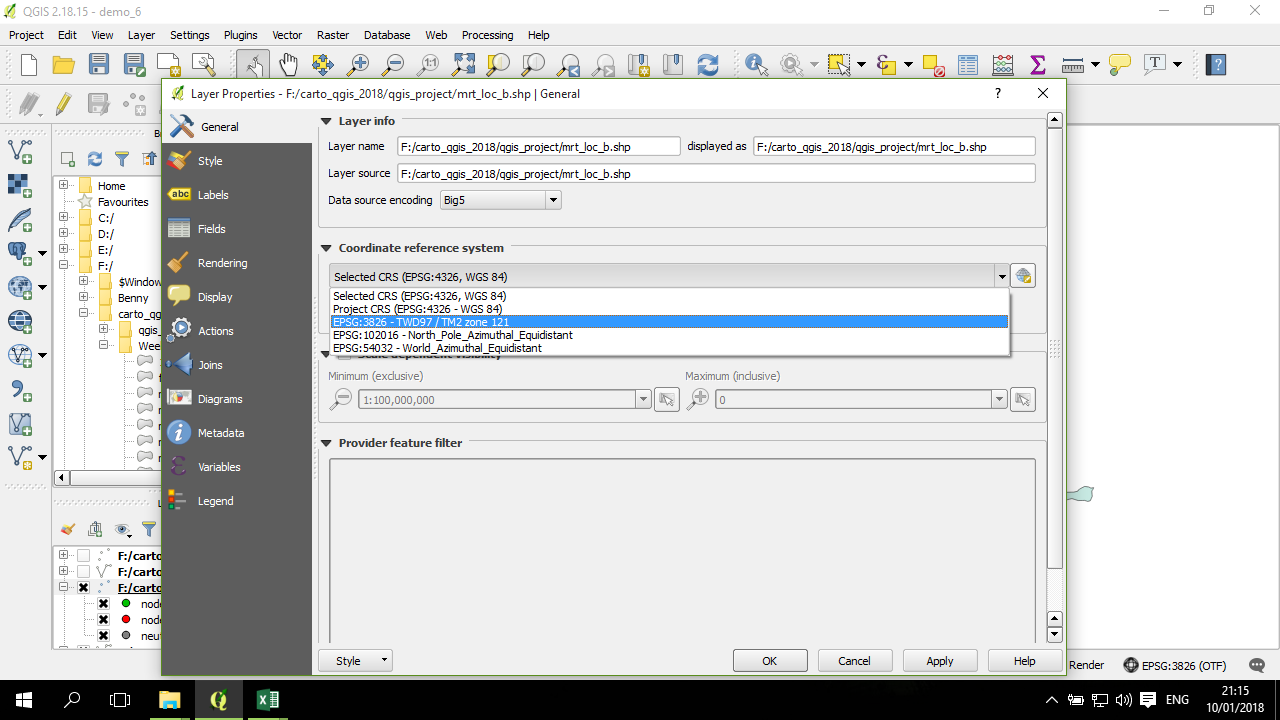 QGIS 2.18.15 - demo_6
Project Edit View Layer Settings Plugins Vector Raster Database Web Processing Help
Layer Properties - F:/carto_qgis_2018/qgis_project/mrt_loc_b.shp | General
General
Style
Labels
Fields
Rendering
Display
Actions
Joins
Diagrams
Metadata
Variables
Legend
Layer info
Layer name F:/carto_qgis_2018/qgis_project/mrt_loc_b.shp displayed as F:/carto_qgis_2018/qgis_project/mrt_loc_b.shp
Layer source F:/carto_qgis_2018/qgis_project/mrt_loc_b.shp
Data source encoding Big5
Coordinate reference system
Selected CRS (EPSG:4326, WGS 84)
Selected CRS (EPSG:4326, WGS 84)
Project CRS (EPSG:4326 - WGS 84)
EPSG:3826 - TWD97 / TM2 zone 121
EPSG:102016 - North_Pole_Azimuthal_Equidistant
EPSG:54032 - World_Azimuthal_Equidistant
Minimum (exclusive) Maximum (inclusive)
1:100,000,000 0
Provider feature filter
Style OK Cancel Apply Help
abc
Home
Favourites
C:/
D:/
E:/
F:/
$Window
Benny
carto_qg
qgis_
Wee
F:/carto
F:/carto
F:/carto
node
node
neut
Render EPSG:3826 (OTF)
ENG
21:15
10/01/2018